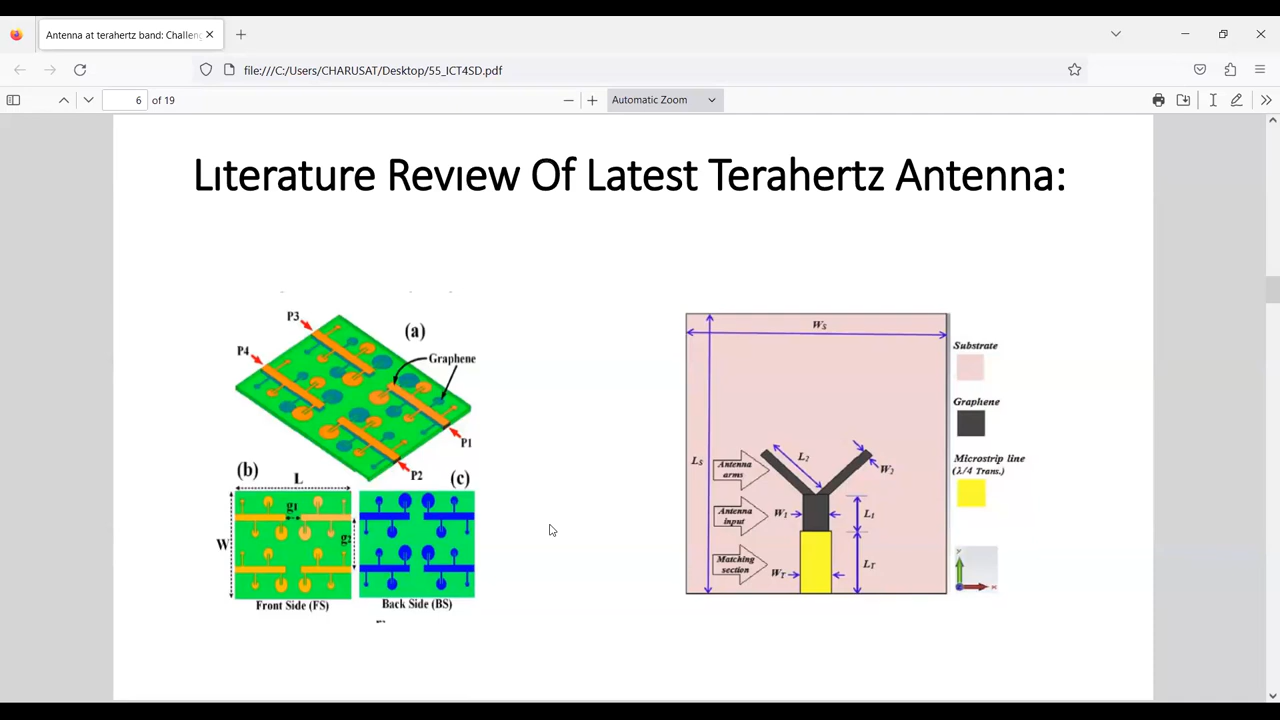 Antenna at terahertz band: Challeng
file:///C:/Users/CHARUSAT/Desktop/55_ICT4SD.pdf
6 of 19
Automatic Zoom
Lıterature Revıew Of Latest Terahertz Antenna:
P3
(a)
P4
Graphene
P1
P2
(b)
(c)
L
g1
W
g2
Front Side (FS)
Back Side (BS)
Ws
Ls
L2
W2
Antenna
arms
Antenna
input
W1
L1
Matching
section
WT
LT
Substrate
Graphene
Microstrip line
(λ/4 Trans.)
Y
X